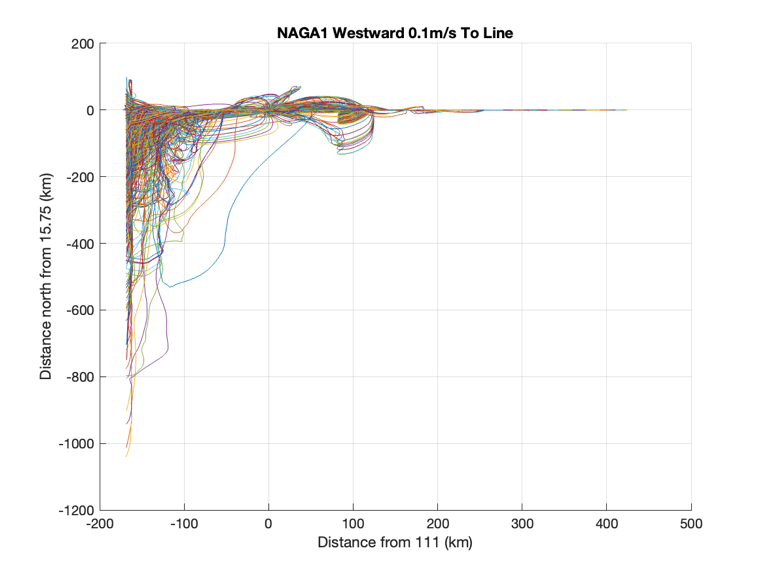 NAGA1 Westward 0.1m/s To Line
200
0
-200
-400
-600
-800
-1000
-1200
Distance north from 15.75 (km)
-200 -100 0 100 200 300 400 500
Distance from 111 (km)